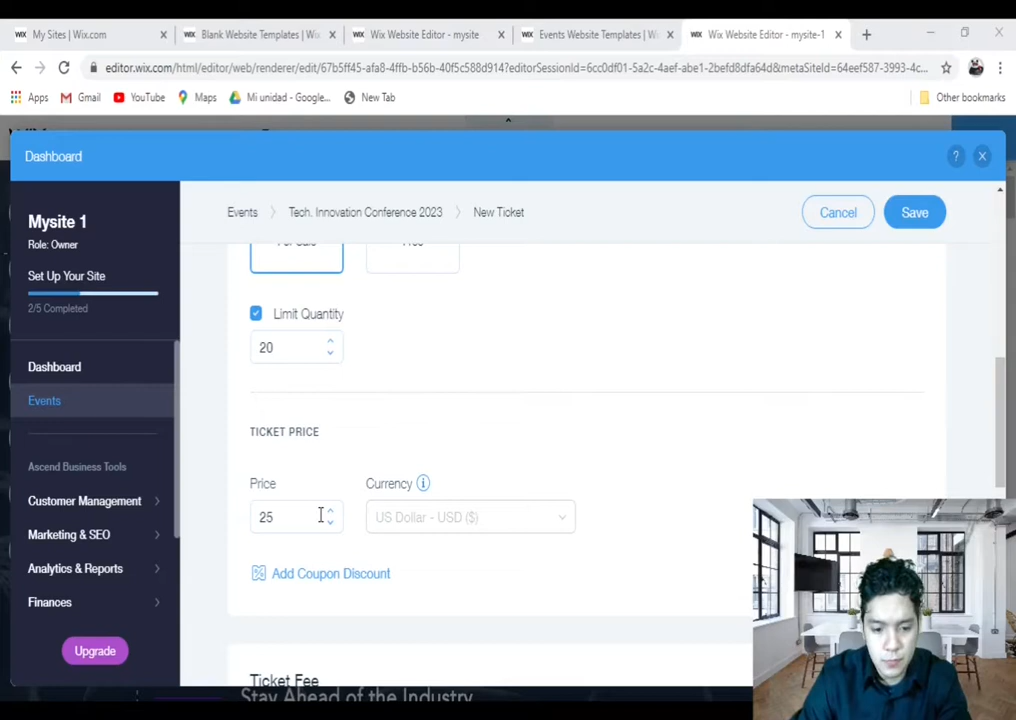 My Sites | Wix.com
Blank Website Templates | W
Wix Website Editor - mysite
Events Website Templates | W
Wix Website Editor - mysite-1
editor.wix.com/html/editor/web/renderer/edit/67b5ff45-afa8-4ffb-b56b-40f5c588d914?editorSessionId=6cc0df01-5a2c-4aef-abe1-2befd8dfa64d&metaSiteId=64eef587-3993-4c...
Apps
Gmail
YouTube
Maps
Mi unidad - Google...
New Tab
Other bookmarks
Dashboard
?
Mysite 1
Role: Owner
Set Up Your Site
2/5 Completed
Dashboard
Events
Ascend Business Tools
Customer Management
Marketing & SEO
Analytics & Reports
Finances
Upgrade
Events
Tech. Innovation Conference 2023
New Ticket
Cancel
Save
Limit Quantity
20
TICKET PRICE
Price
Currency
25
US Dollar - USD ($)
Add Coupon Discount
Ticket Fee
Stay Ahead of the Industry